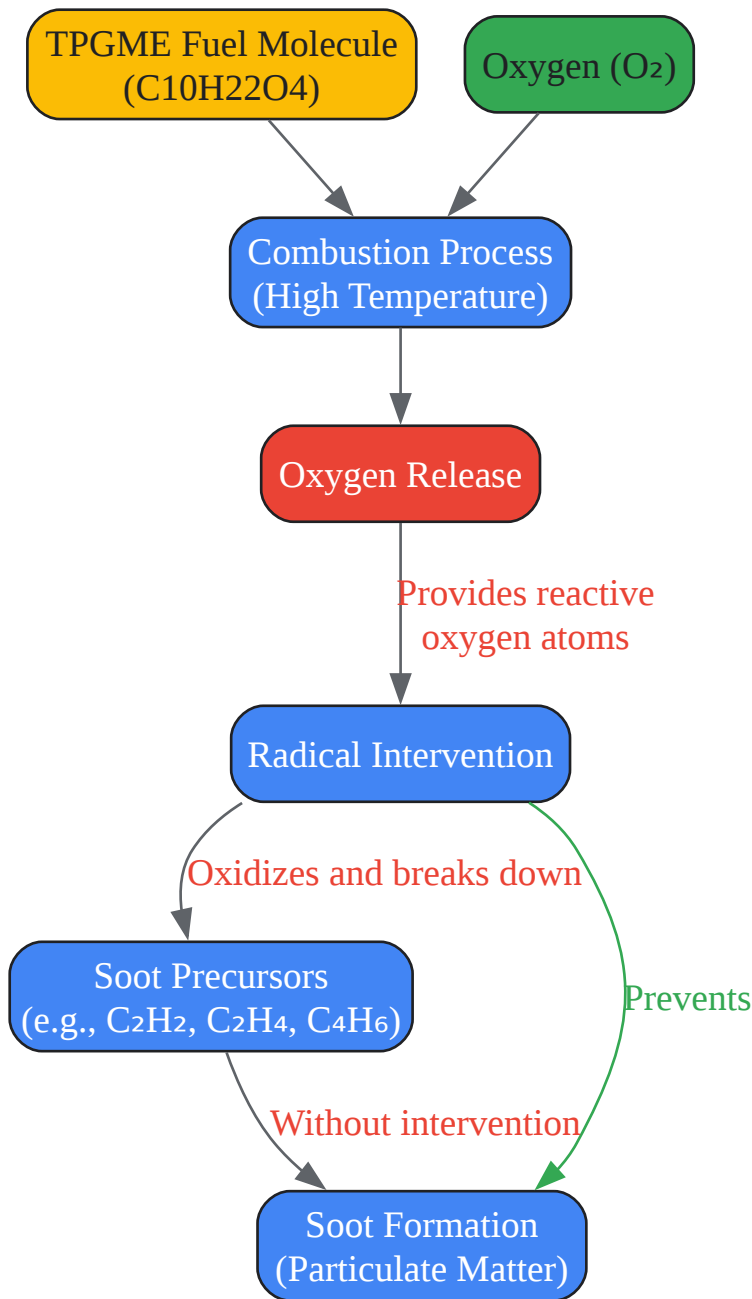 TPGME Fuel Molecule
(C10H22O4)
Oxygen (O₂)
Combustion Process
(High Temperature)
Oxygen Release
Provides reactive
oxygen atoms
Radical Intervention
Oxidizes and breaks down
Soot Precursors
(e.g., C₂H₂, C₂H₄, C₄H₆)
Prevents
Without intervention
Soot Formation
(Particulate Matter)